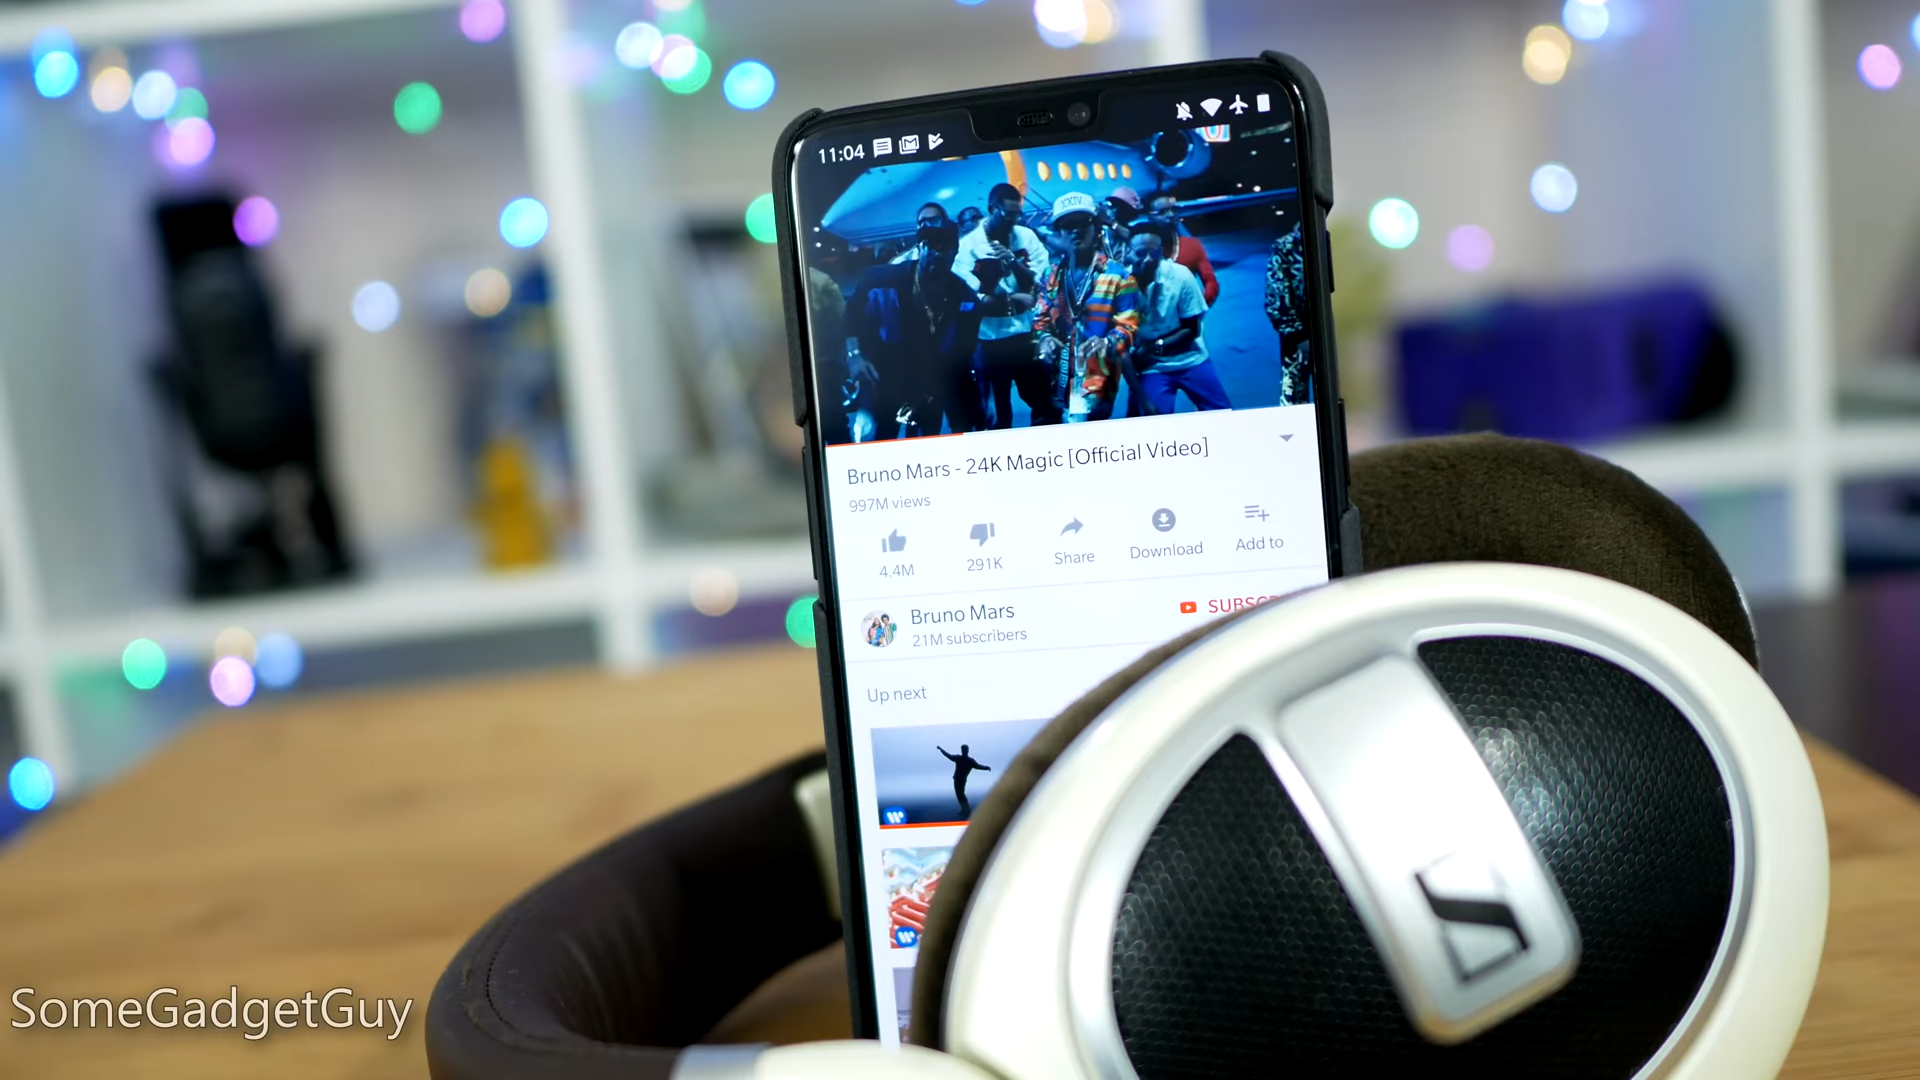 11:04
XXIV
Bruno Mars - 24K Magic [Official Video]
997M views
4.4M
291K
Share
Download
Add to
Bruno Mars
21M subscribers
Up next
SomeGadgetGuy